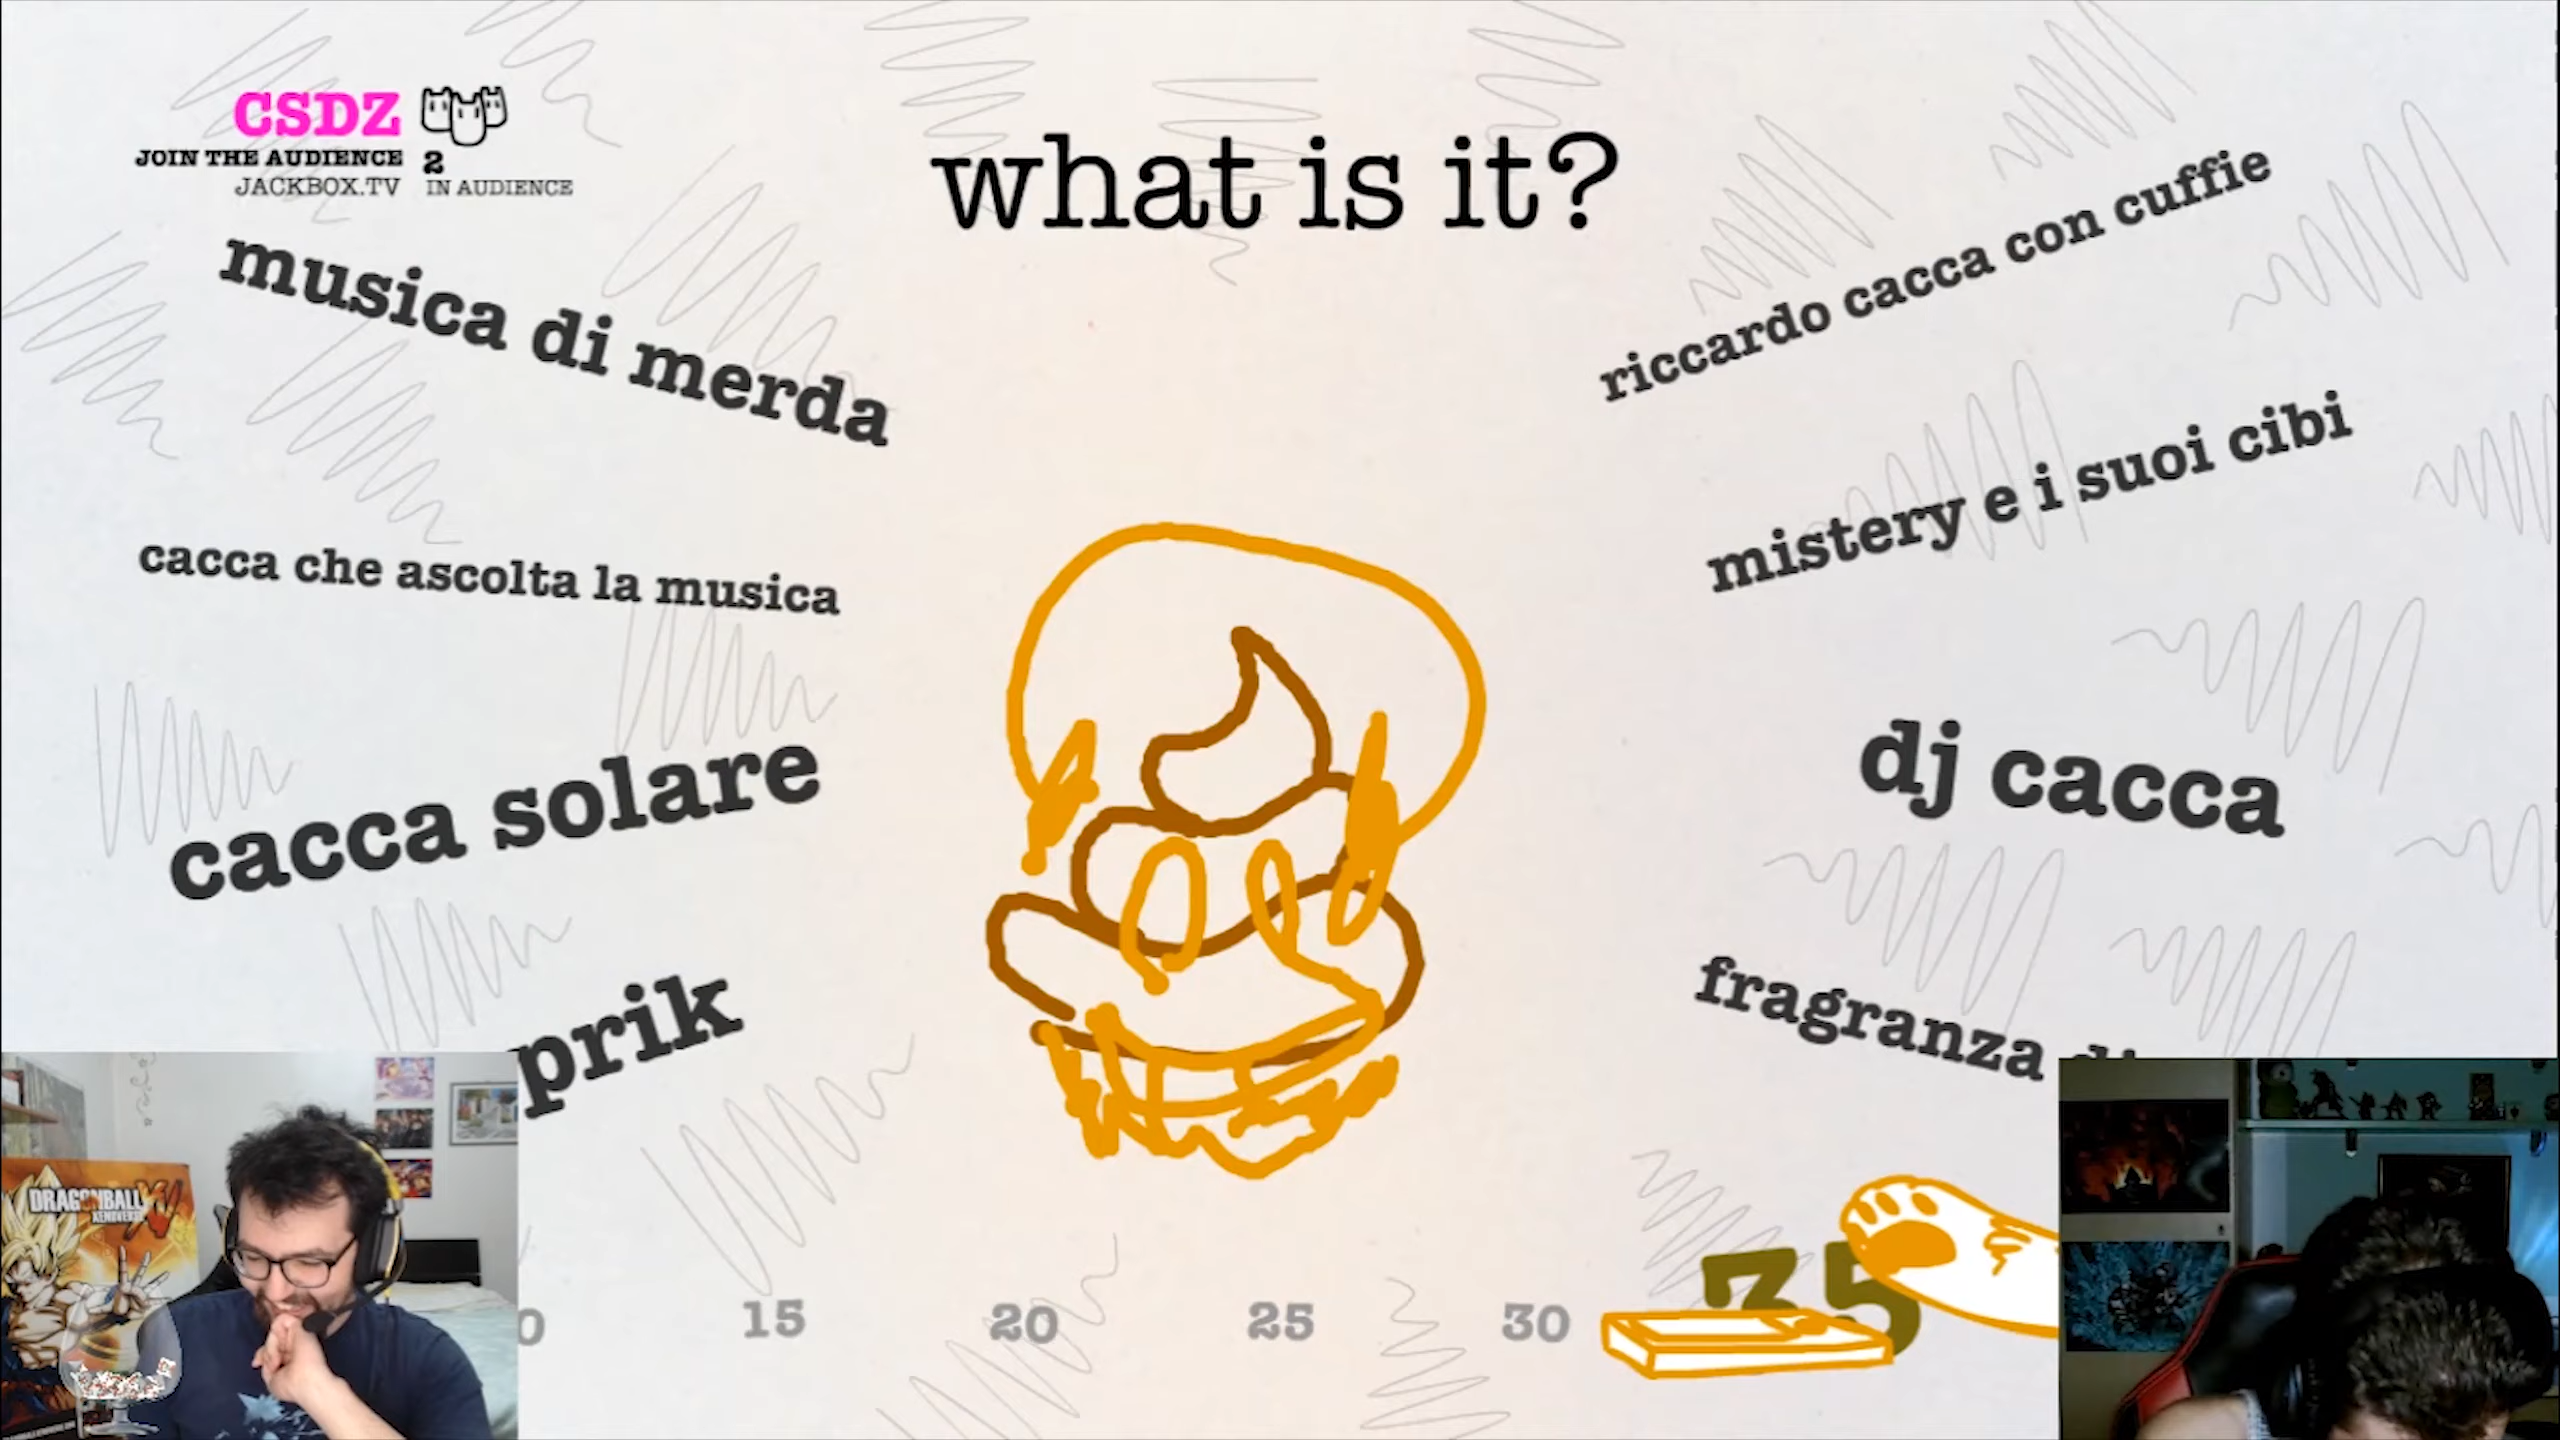 CSDZ
JOIN THE AUDIENCE
JACKBOX.TV
2
IN AUDIENCE
what is it?
musica di merda
riccardo cacca con cuffie
cacca che ascolta la musica
mistery e i suoi cibi
cacca solare
dj cacca
prik
fragranza
15
20
25
30
35
DRAGONBALL
XENOVERSE